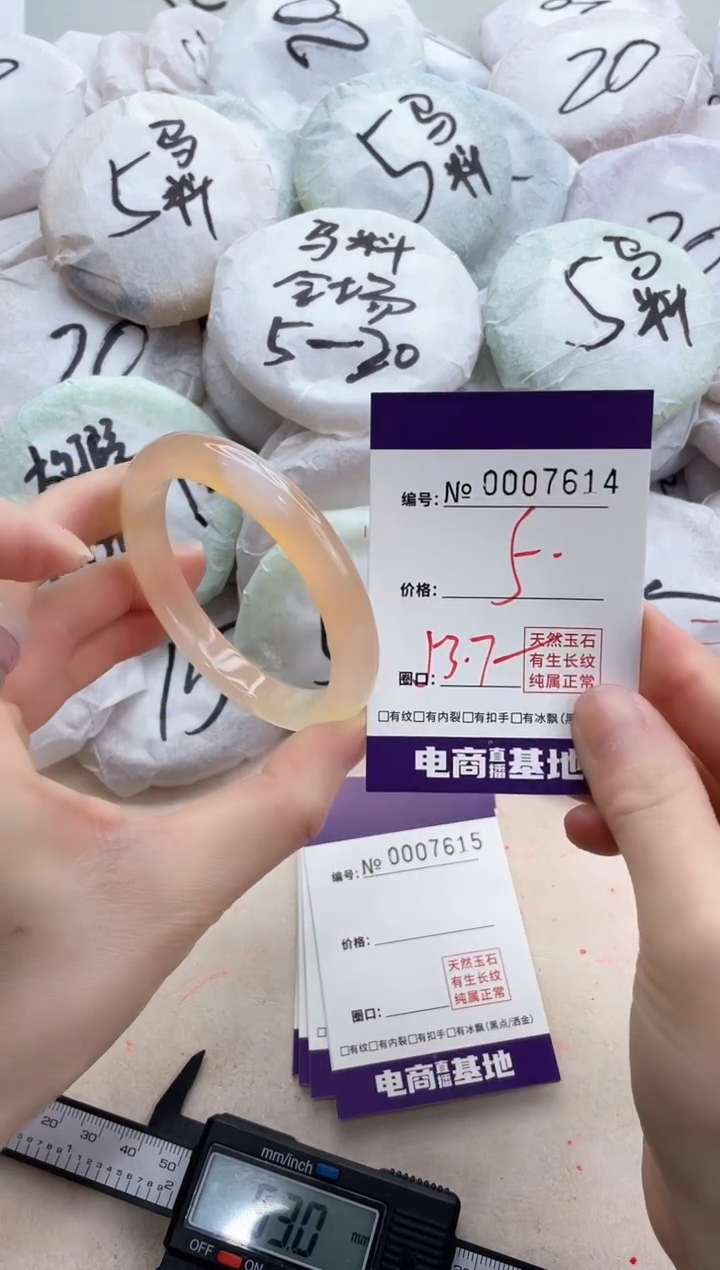 20
马料
5
马料
5
马料
全场
5—20
马料
5
20
15
编号: № 0007614
价格: 5.
圈口: 13.7
天然玉石
有生长纹
纯属正常
□有纹□有内裂□有扣手□有冰飘(黑
电商直播基地
编号: № 0007615
价格:
圈口:
天然玉石
有生长纹
纯属正常
□有纹□有内裂□有扣手□有冰飘(黑点/洒金)
电商直播基地
20 30 40 50
mm/inch
mm
OFF ON